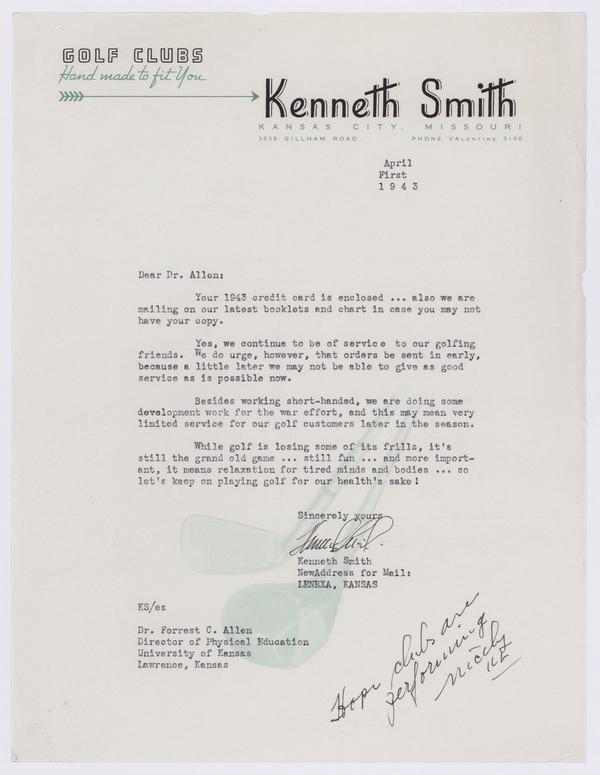 GOLF CLUBS
Hand made to fit You
Kenneth Smith
KANSAS CITY, MISSOURI
3038 GILLHAM ROAD PHONE VALENTINE 0100
April
First
1 9 4 3
Dear Dr. Allen:
Your 1943 credit card is enclosed ... also we are
mailing on our latest booklets and chart in case you may not
have your copy.
Yes, we continue to be of service to our golfing
friends. We do urge, however, that orders be sent in early,
because a little later we may not be able to give as good
service as is possible now.
Besides working short-handed, we are doing some
development work for the war effort, and this may mean very
limited service for our golf customers later in the season.
While golf is losing some of its frills, it's
still the grand old game ... still fun ... and more import-
ant, it means relaxation for tired minds and bodies ... so
let's keep on playing golf for our health's sake!
Sincerely yours
Kenneth Smith
Kenneth Smith
NewAddress for Mail:
LENEXA, KANSAS
KS/ez
Dr. Forrest C. Allen
Director of Physical Education
University of Kansas
Lawrence, Kansas
Hope clubs are
performing
nicely